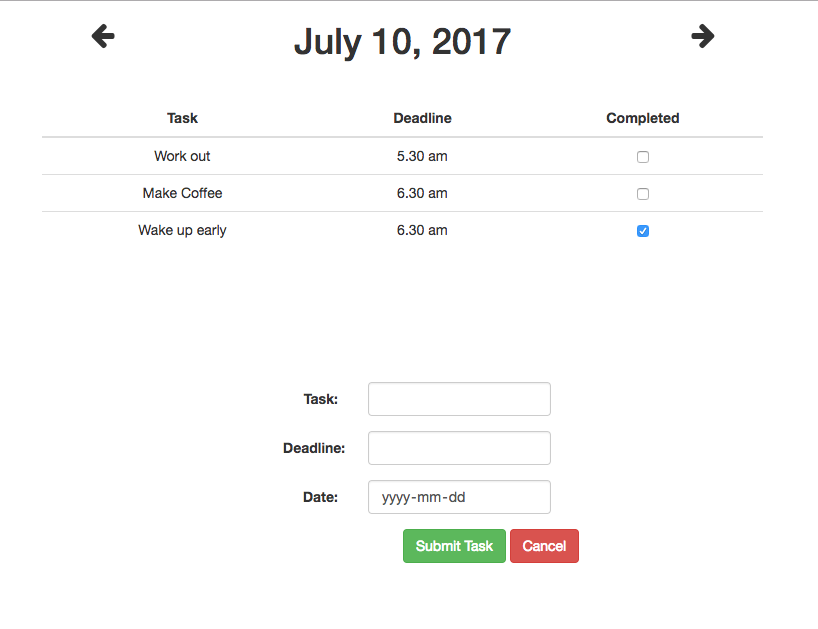 July 10, 2017
Task Deadline Completed
Work out 5.30 am
Make Coffee 6.30 am
Wake up early 6.30 am
Task:
Deadline:
Date: yyyy-mm-dd
Submit Task Cancel